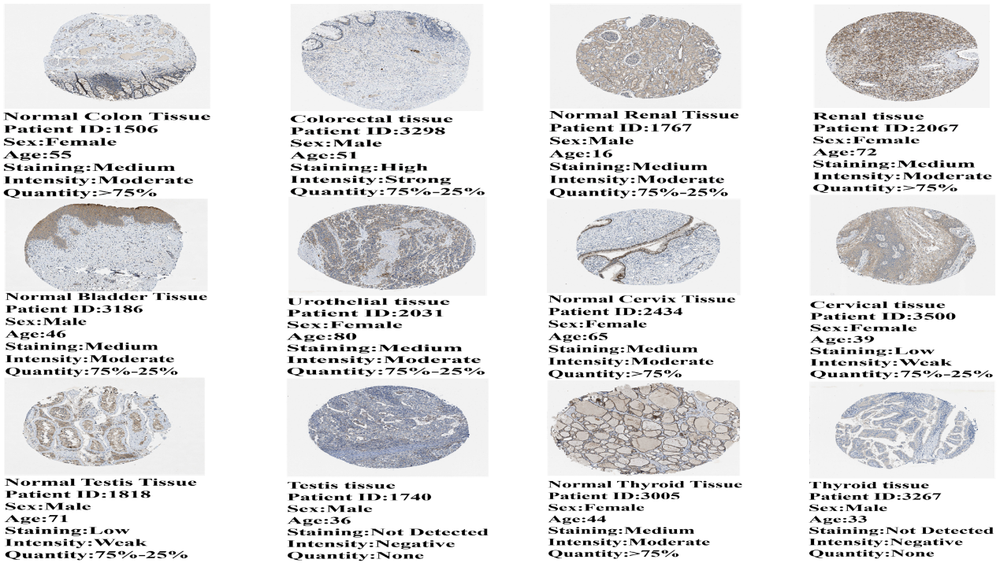 Normal Colon Tissue
Patient ID:1506
Sex:Female
Age:55
Staining:Medium
Intensity:Moderate
Quantity:>75%
Colorectal tissue
Patient ID:3298
Sex:Male
Age:51
Staining:High
Intensity:Strong
Quantity:75%-25%
Normal Renal Tissue
Patient ID:1767
Sex:Male
Age:16
Staining:Medium
Intensity:Moderate
Quantity:75%-25%
Renal tissue
Patient ID:2067
Sex:Female
Age:72
Staining:Medium
Intensity:Moderate
Quantity:>75%
Normal Bladder Tissue
Patient ID:3186
Sex:Male
Age:46
Staining:Medium
Intensity:Moderate
Quantity:75%-25%
Urothelial tissue
Patient ID:2031
Sex:Female
Age:80
Staining:Medium
Intensity:Moderate
Quantity:75%-25%
Normal Cervix Tissue
Patient ID:2434
Sex:Female
Age:65
Staining:Medium
Intensity:Moderate
Quantity:>75%
Cervical tissue
Patient ID:3500
Sex:Female
Age:39
Staining:Low
Intensity:Weak
Quantity:75%-25%
Normal Testis Tissue
Patient ID:1818
Sex:Male
Age:71
Staining:Low
Intensity:Weak
Quantity:75%-25%
Testis tissue
Patient ID:1740
Sex:Male
Age:36
Staining:Not Detected
Intensity:Negative
Quantity:None
Normal Thyroid Tissue
Patient ID:3005
Sex:Female
Age:44
Staining:Medium
Intensity:Moderate
Quantity:>75%
Thyroid tissue
Patient ID:3267
Sex:Male
Age:33
Staining:Not Detected
Intensity:Negative
Quantity:None